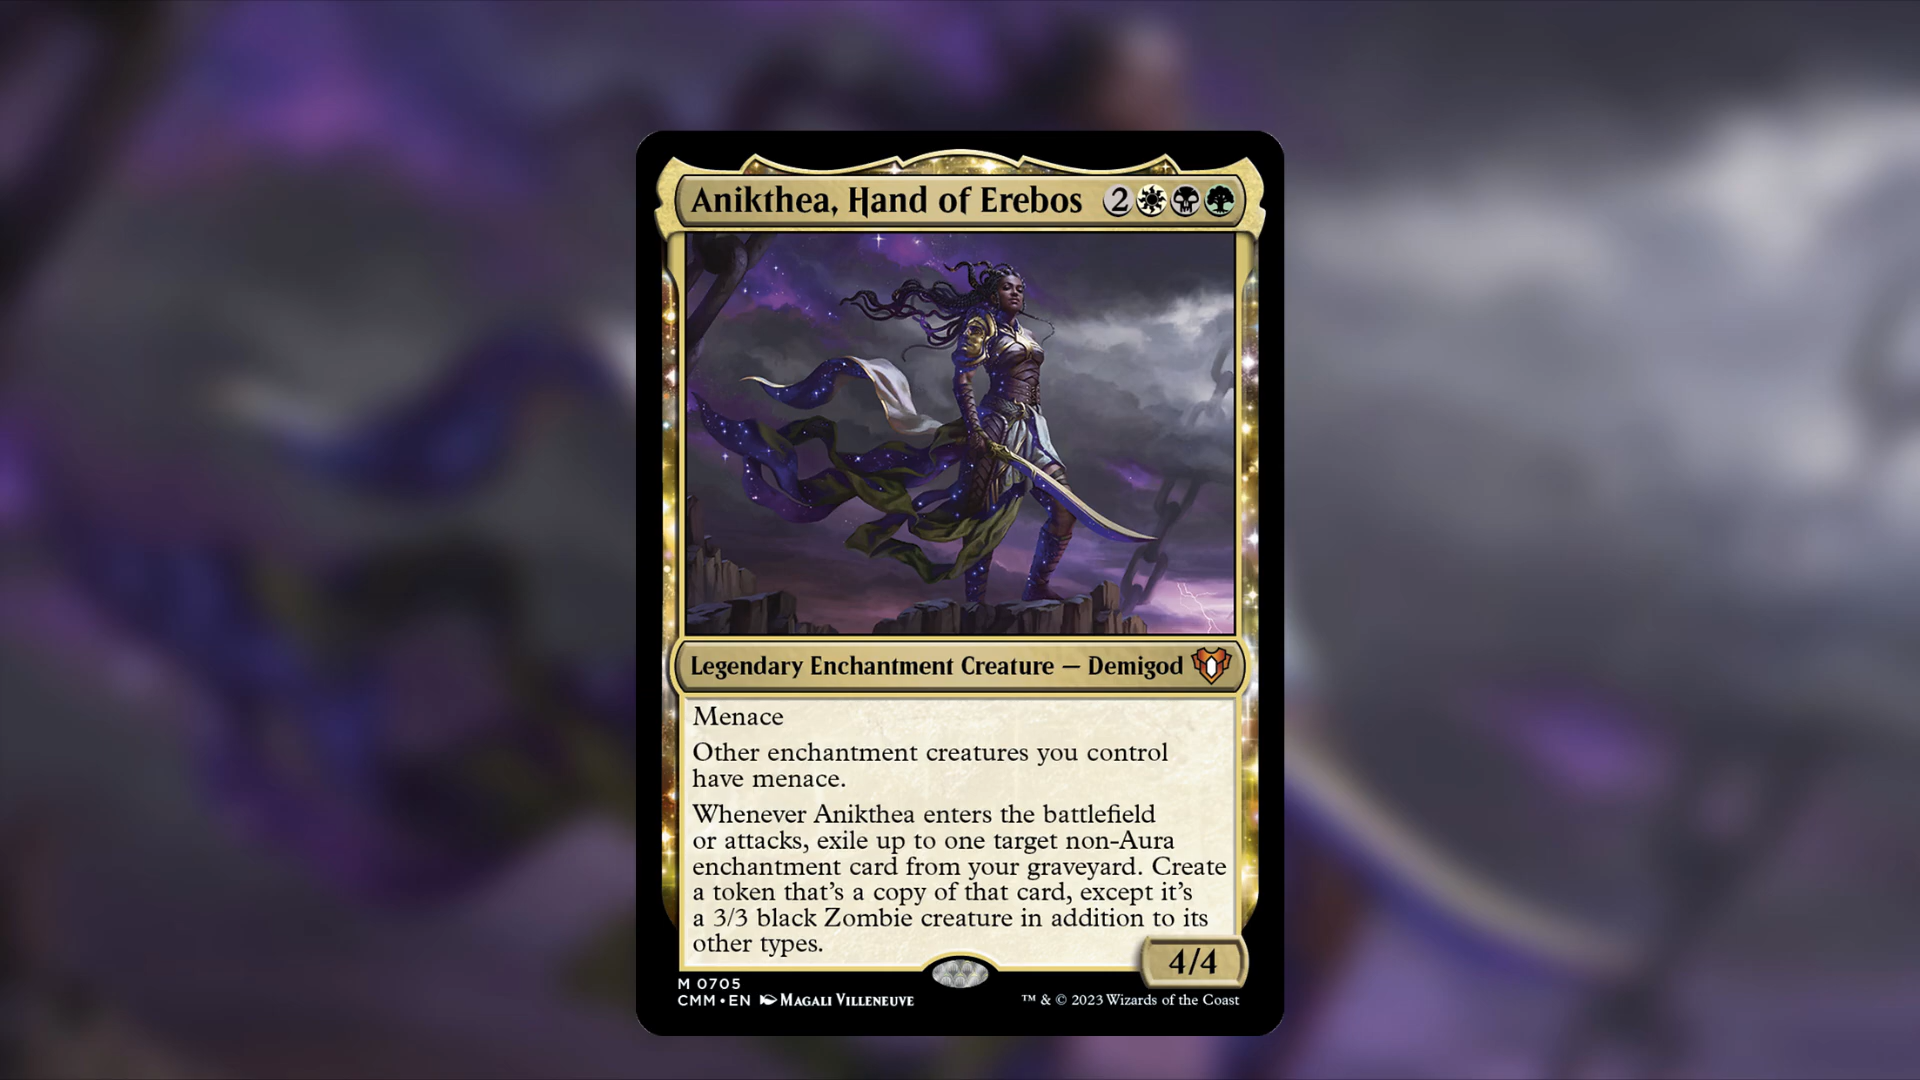 Anikthea, Hand of Erebos 2
Legendary Enchantment Creature — Demigod
Menace
Other enchantment creatures you control
have menace.
Whenever Anikthea enters the battlefield
or attacks, exile up to one target non-Aura
enchantment card from your graveyard. Create
a token that's a copy of that card, except it's
a 3/3 black Zombie creature in addition to its
other types.
4/4
M 0705
CMM • EN MAGALI VILLENEUVE
™ & © 2023 Wizards of the Coast